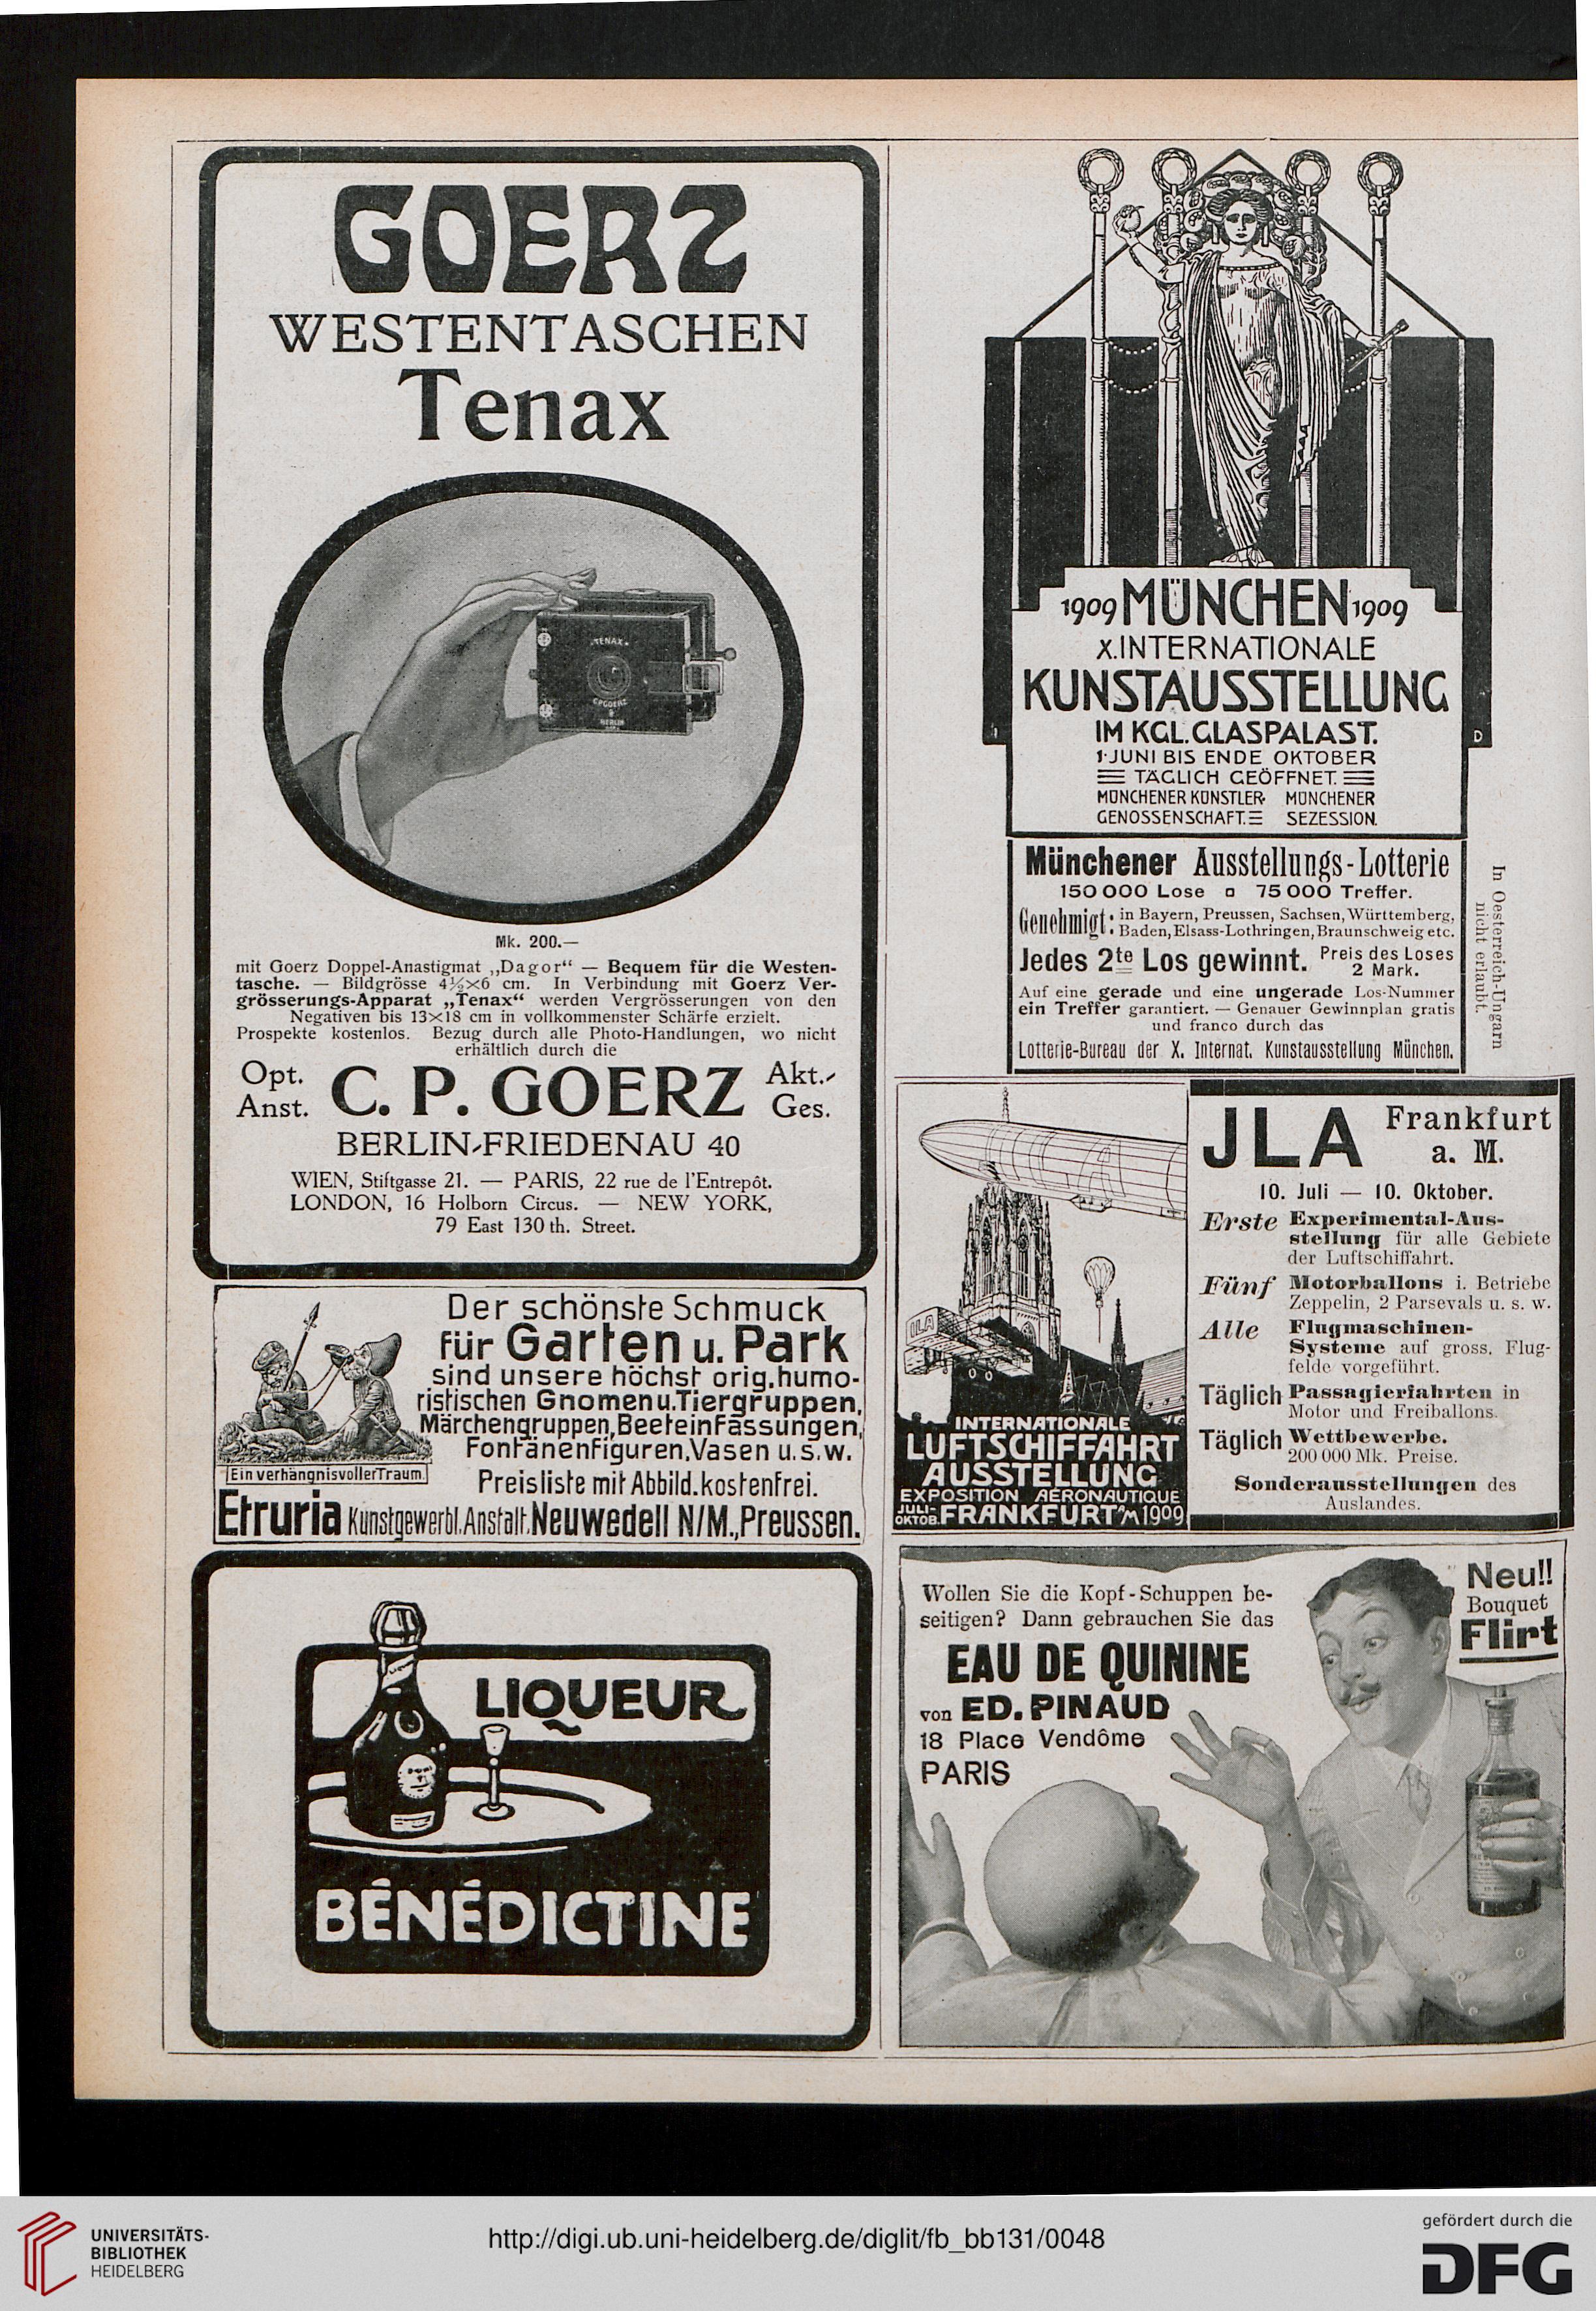 GOERZ
WESTENTASCHEN
Tenax
„TENAX“
C.P.GOERZ
BERLIN
Mk. 200.—
mit Goerz Doppel-Anastigmat „Dagor“ — Bequem für die Westen-
tasche. — Bildgrösse 4½×6 cm. In Verbindung mit Goerz Ver-
grösserungs-Apparat „Tenax“ werden Vergrösserungen von den
Negativen bis 13×18 cm in vollkommenster Schärfe erzielt.
Prospekte kostenlos. Bezug durch alle Photo-Handlungen, wo nicht
erhältlich durch die
Opt. Anst. C. P. GOERZ Akt.-Ges.
BERLIN-FRIEDENAU 40
WIEN, Stiftgasse 21. — PARIS, 22 rue de l'Entrepôt.
LONDON, 16 Holborn Circus. — NEW YORK,
79 East 130 th. Street.
Der schönste Schmuck
für Garten u. Park
sind unsere höchst orig.humo-
ristischen Gnomen u.Tiergruppen,
Märchengruppen,Beeteinfassungen,
Fontänenfiguren,Vasen u.s.w.
Ein verhängnisvoller Traum.
Preisliste mit Abbild.kostenfrei.
Etruria Kunstgewerbl.Anstalt,Neuwedell N/M.,Preussen.
LIQUEUR
BÉNÉDICTINE
1909 MÜNCHEN 1909
X.INTERNATIONALE
KUNSTAUSSTELLUNG
IM KGL.GLASPALAST.
I D
1·JUNI BIS ENDE OKTOBER
TÄGLICH GEÖFFNET.
MÜNCHENER KÜNSTLER- MÜNCHENER
GENOSSENSCHAFT. SEZESSION.
Münchener Ausstellungs-Lotterie
150 000 Lose ¤ 75 000 Treffer.
Genehmigt: in Bayern, Preussen, Sachsen, Württemberg,
Baden, Elsass-Lothringen, Braunschweig etc.
Jedes 2te Los gewinnt. Preis des Loses
2 Mark.
Auf eine gerade und eine ungerade Los-Nummer
ein Treffer garantiert. — Genauer Gewinnplan gratis
und franco durch das
Lotterie-Bureau der X. Internat. Kunstausstellung München.
In Oesterreich-Ungarn
nicht erlaubt.
ILA
INTERNATIONALE
LUFTSCHIFFAHRT
AUSSTELLUNG
EXPOSITION AERONAUTIQUE
JULI-OKTOB. FRANKFURT A/M 1909
JLA Frankfurt
a. M.
10. Juli — 10. Oktober.
Erste Experimental-Aus-
stellung für alle Gebiete
der Luftschiffahrt.
Fünf Motorballons i. Betriebe
Zeppelin, 2 Parsevals u. s. w.
Alle Flugmaschinen-
Systeme auf gross. Flug-
felde vorgeführt.
Täglich Passagierfahrten in
Motor und Freiballons.
Täglich Wettbewerbe.
200 000 Mk. Preise.
Sonderausstellungen des
Auslandes.
Wollen Sie die Kopf-Schuppen be-
seitigen? Dann gebrauchen Sie das
EAU DE QUININE
von ED. PINAUD
18 Place Vendôme
PARIS
Neu!!
Bouquet
Flirt
UNIVERSITÄTS-
BIBLIOTHEK
HEIDELBERG
http://digi.ub.uni-heidelberg.de/diglit/fb_bb131/0048
gefördert durch die
DFG